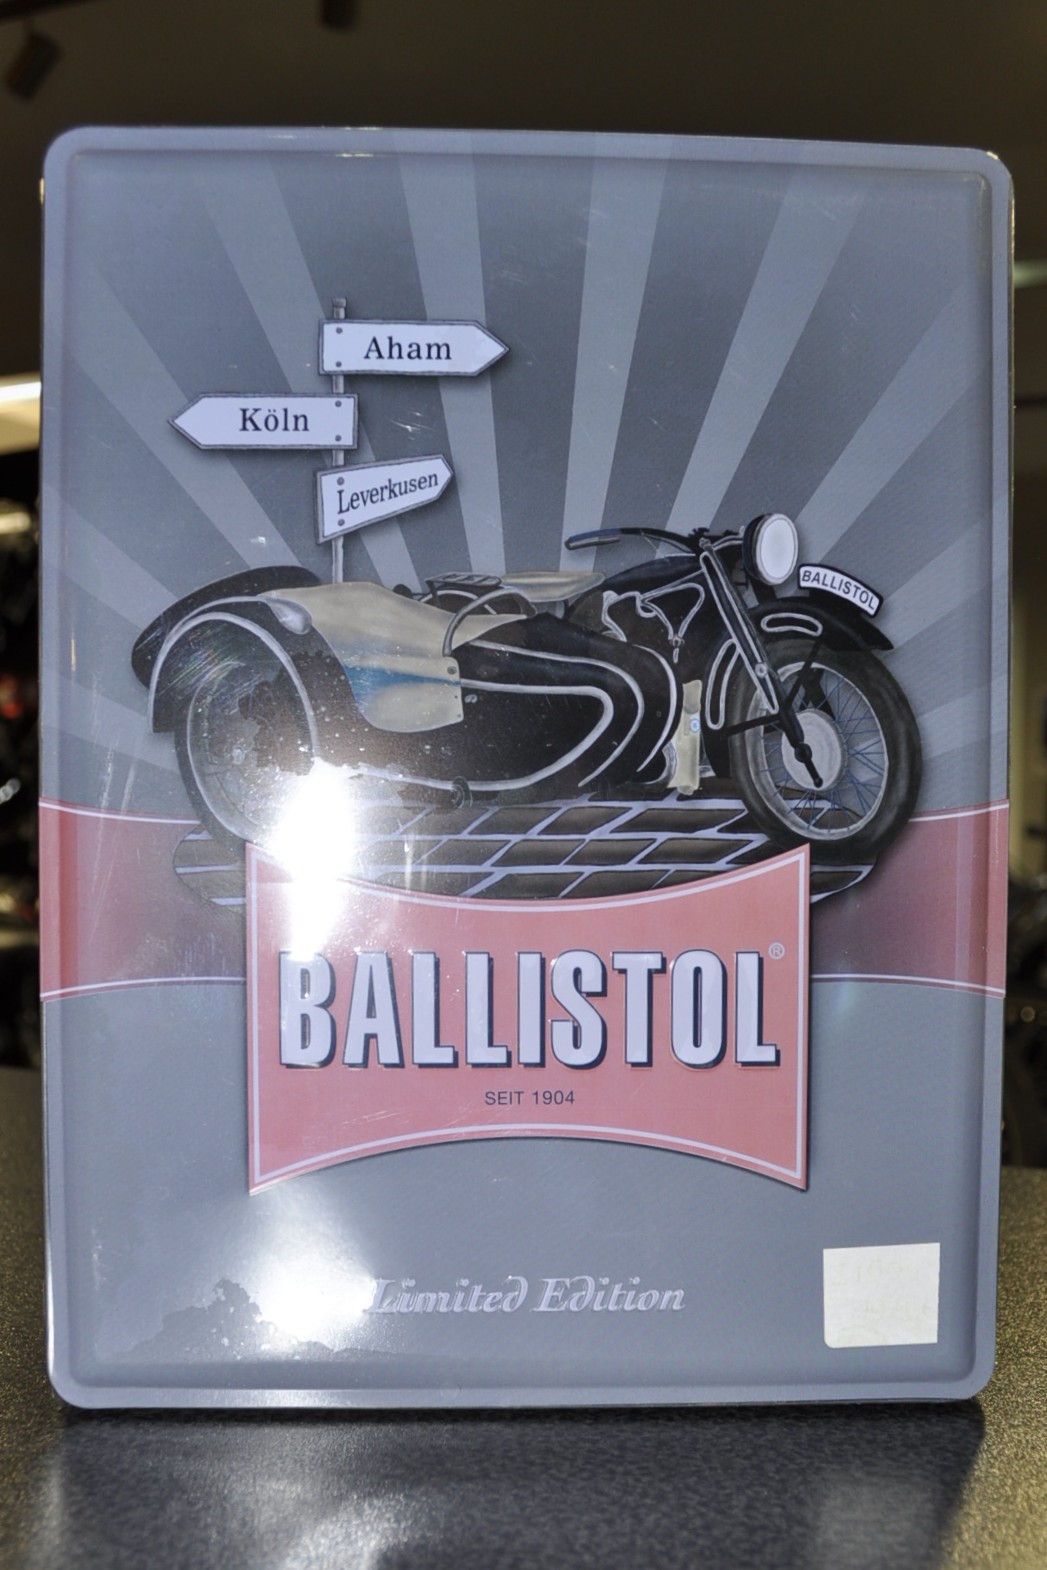 Aham
Köln
Leverkusen
BALLISTOL
BALLISTOL®
SEIT 1904
Limited Edition